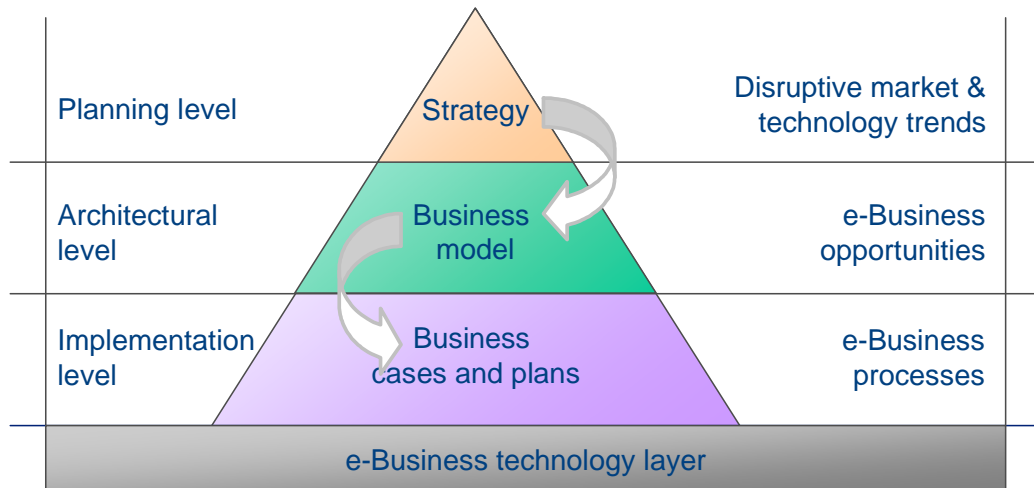 Planning level
Strategy
Disruptive market &
technology trends
Architectural
level
Business
model
e-Business
opportunities
Implementation
level
Business
cases and plans
e-Business
processes
e-Business technology layer